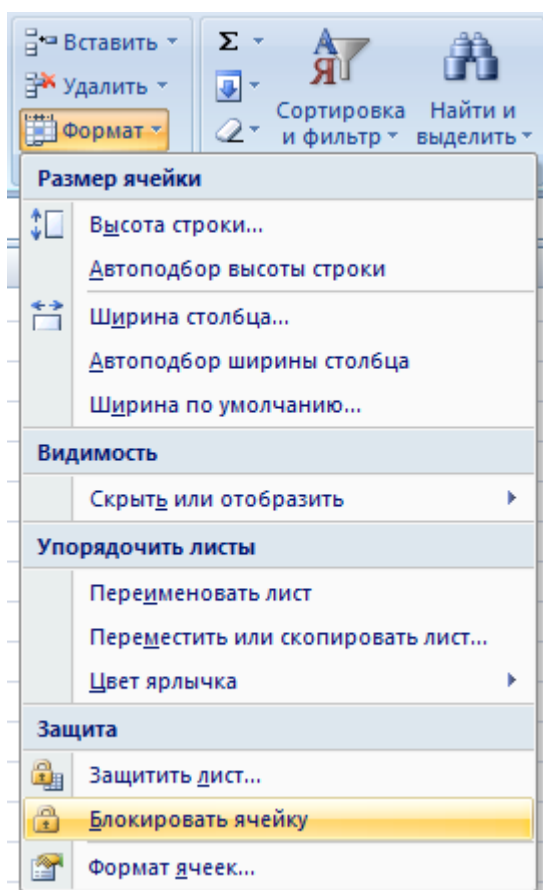 Вставить
Удалить
Формат
Σ
АЯ
Сортировка
и фильтр
Найти и
выделить
Размер ячейки
Высота строки...
Автоподбор высоты строки
Ширина столбца...
Автоподбор ширины столбца
Ширина по умолчанию...
Видимость
Скрыть или отобразить
Упорядочить листы
Переименовать лист
Переместить или скопировать лист...
Цвет ярлычка
Защита
Защитить лист...
Блокировать ячейку
Формат ячеек...